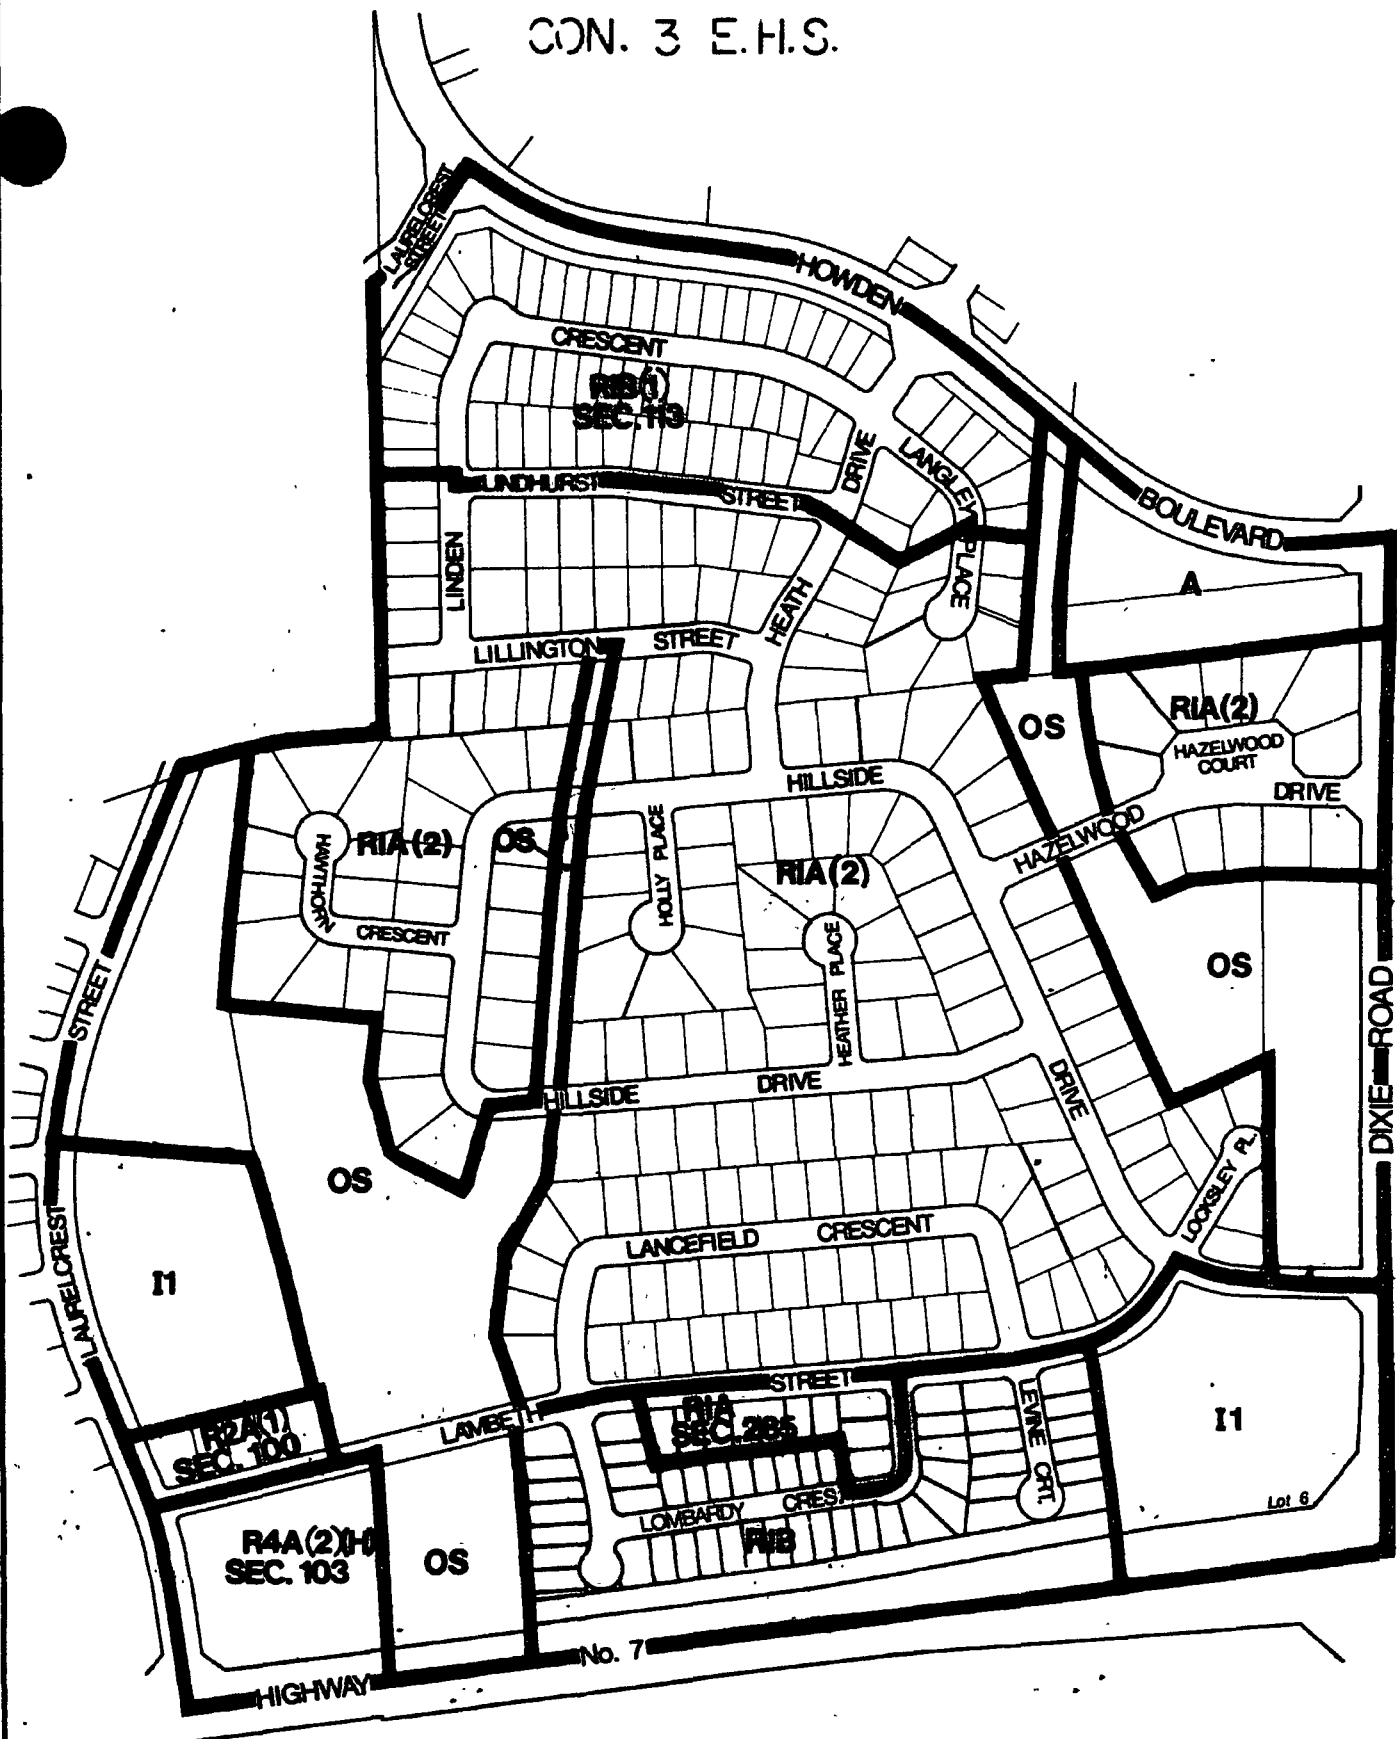 CON. 3 E.H.S.
LAURELCREST
STREET
HOWDEN
CRESCENT
R1B(1)
SEC. 113
DRIVE
LANGLEY
PLACE
LINDHURST STREET
BOULEVARD
LINDEN
HEATH
A
LILLINGTON STREET
OS
R1A(2)
HAZELWOOD
COURT
HILLSIDE
DRIVE
HAZELWOOD
HAWTHORN
R1A(2)
OS
HOLLY PLACE
R1A(2)
CRESCENT
HEATHER PLACE
OS
STREET
DIXIE ROAD
HILLSIDE DRIVE
DRIVE
LOCKSLEY PL.
OS
LANCEFIELD CRESCENT
I1
LAURELCREST
STREET
R1A
SEC. 285
LEVINE CRT.
I1
R2A(1)
SEC. 100
LAMBETH
LOMBARDY CRES.
Lot 6
R1B
R4A(2)(H)
SEC. 103
OS
HIGHWAY No. 7